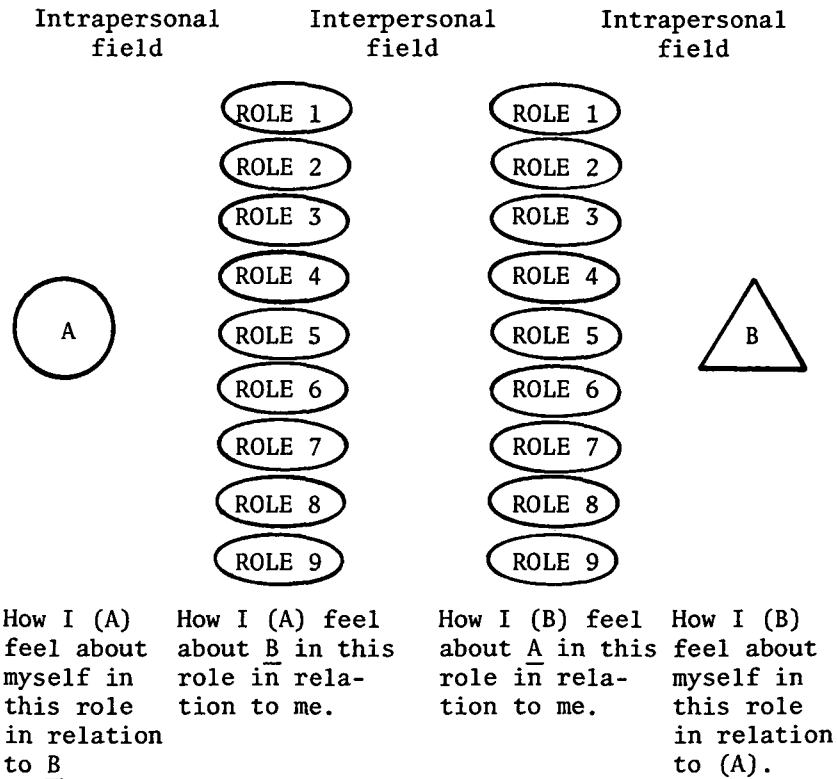 Intrapersonal Interpersonal Intrapersonal
field field field
ROLE 1 ROLE 1
ROLE 2 ROLE 2
ROLE 3 ROLE 3
ROLE 4 ROLE 4
A ROLE 5 ROLE 5 B
ROLE 6 ROLE 6
ROLE 7 ROLE 7
ROLE 8 ROLE 8
ROLE 9 ROLE 9
How I (A)
feel about
myself in
this role
in relation
to B
How I (A) feel
about B in this
role in rela-
tion to me.
How I (B) feel
about A in this
role in rela-
tion to me.
How I (B)
feel about
myself in
this role
in relation
to (A).